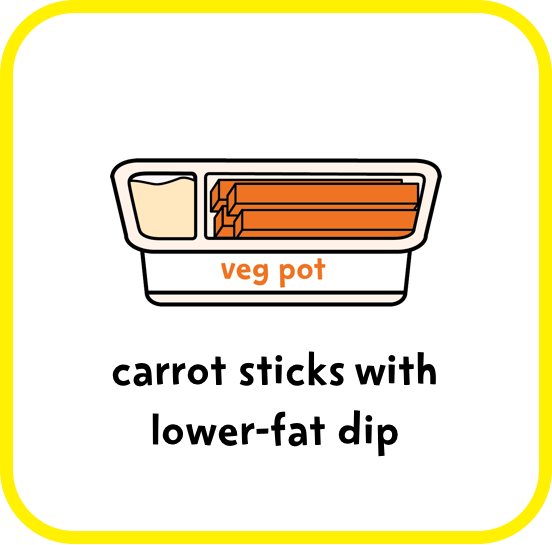 veg pot
carrot sticks with
lower-fat dip